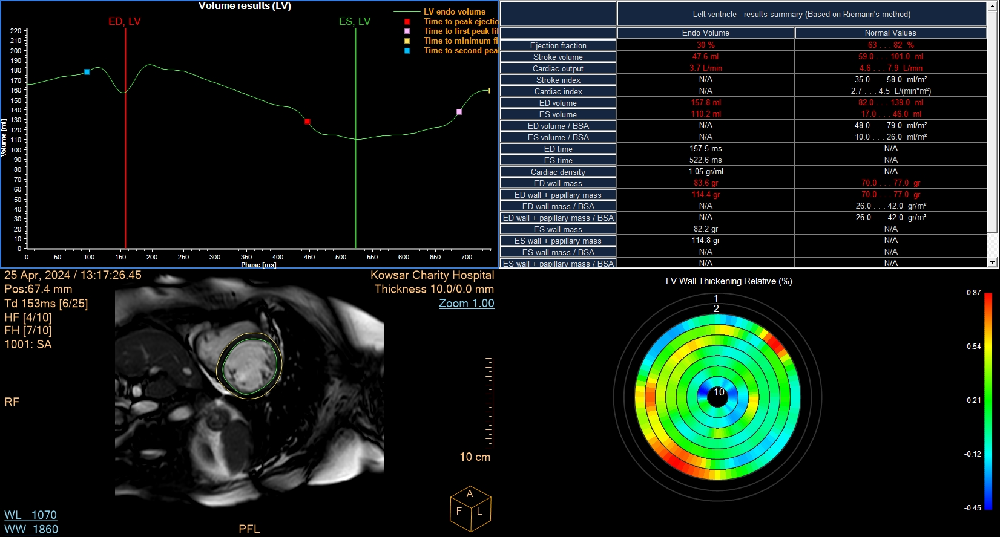 Volume results (LV)
LV endo volume
Time to peak ejectio
Time to first peak fil
Time to minimum fi
Time to second pea
ED, LV
ES, LV
220
210
200
190
180
170
160
150
140
130
120
110
100
90
80
70
60
50
40
30
20
10
0
Volume [ml]
0 50 100 150 200 250 300 350 400 450 500 550 600 650 700
Phase [ms]
Left ventricle - results summary (Based on Riemann's method)
Endo Volume Normal Values
Ejection fraction 30 % 63 . . . 82 %
Stroke volume 47.6 ml 59.0 . . . 101.0 ml
Cardiac output 3.7 L/min 4.6 . . . 7.9 L/min
Stroke index N/A 35.0 . . . 58.0 ml/m²
Cardiac index N/A 2.7 . . . 4.5 L/(min*m²)
ED volume 157.8 ml 82.0 . . . 139.0 ml
ES volume 110.2 ml 17.0 . . . 46.0 ml
ED volume / BSA N/A 48.0 . . . 79.0 ml/m²
ES volume / BSA N/A 10.0 . . . 26.0 ml/m²
ED time 157.5 ms N/A
ES time 522.6 ms N/A
Cardiac density 1.05 gr/ml N/A
ED wall mass 83.6 gr 70.0 . . . 77.0 gr
ED wall + papillary mass 114.4 gr 70.0 . . . 77.0 gr
ED wall mass / BSA N/A 26.0 . . . 42.0 gr/m²
ED wall + papillary mass / BSA N/A 26.0 . . . 42.0 gr/m²
ES wall mass 82.2 gr N/A
ES wall + papillary mass 114.8 gr N/A
ES wall mass / BSA N/A N/A
ES wall + papillary mass / BSA N/A N/A
25 Apr, 2024 / 13:17:26.45
Pos:67.4 mm
Td 153ms [6/25]
HF [4/10]
FH [7/10]
1001: SA
Kowsar Charity Hospital
Thickness 10.0/0.0 mm
Zoom 1.00
RF
10 cm
A
F L
WL 1070
WW 1860
PFL
LV Wall Thickening Relative (%)
1
2
10
0.87
0.54
0.21
-0.12
-0.45